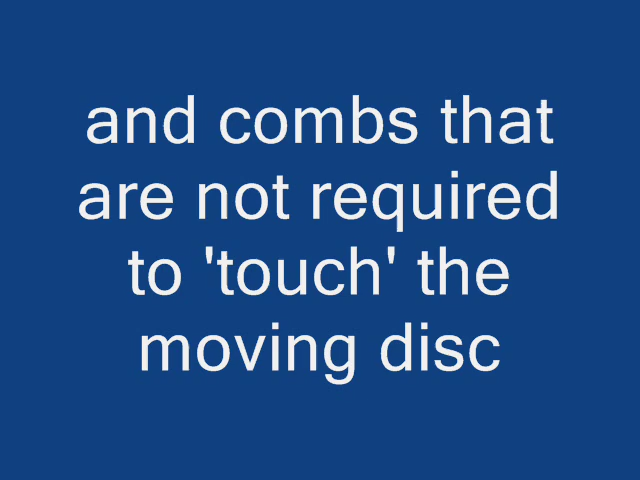 and combs that
are not required
to 'touch' the
moving disc